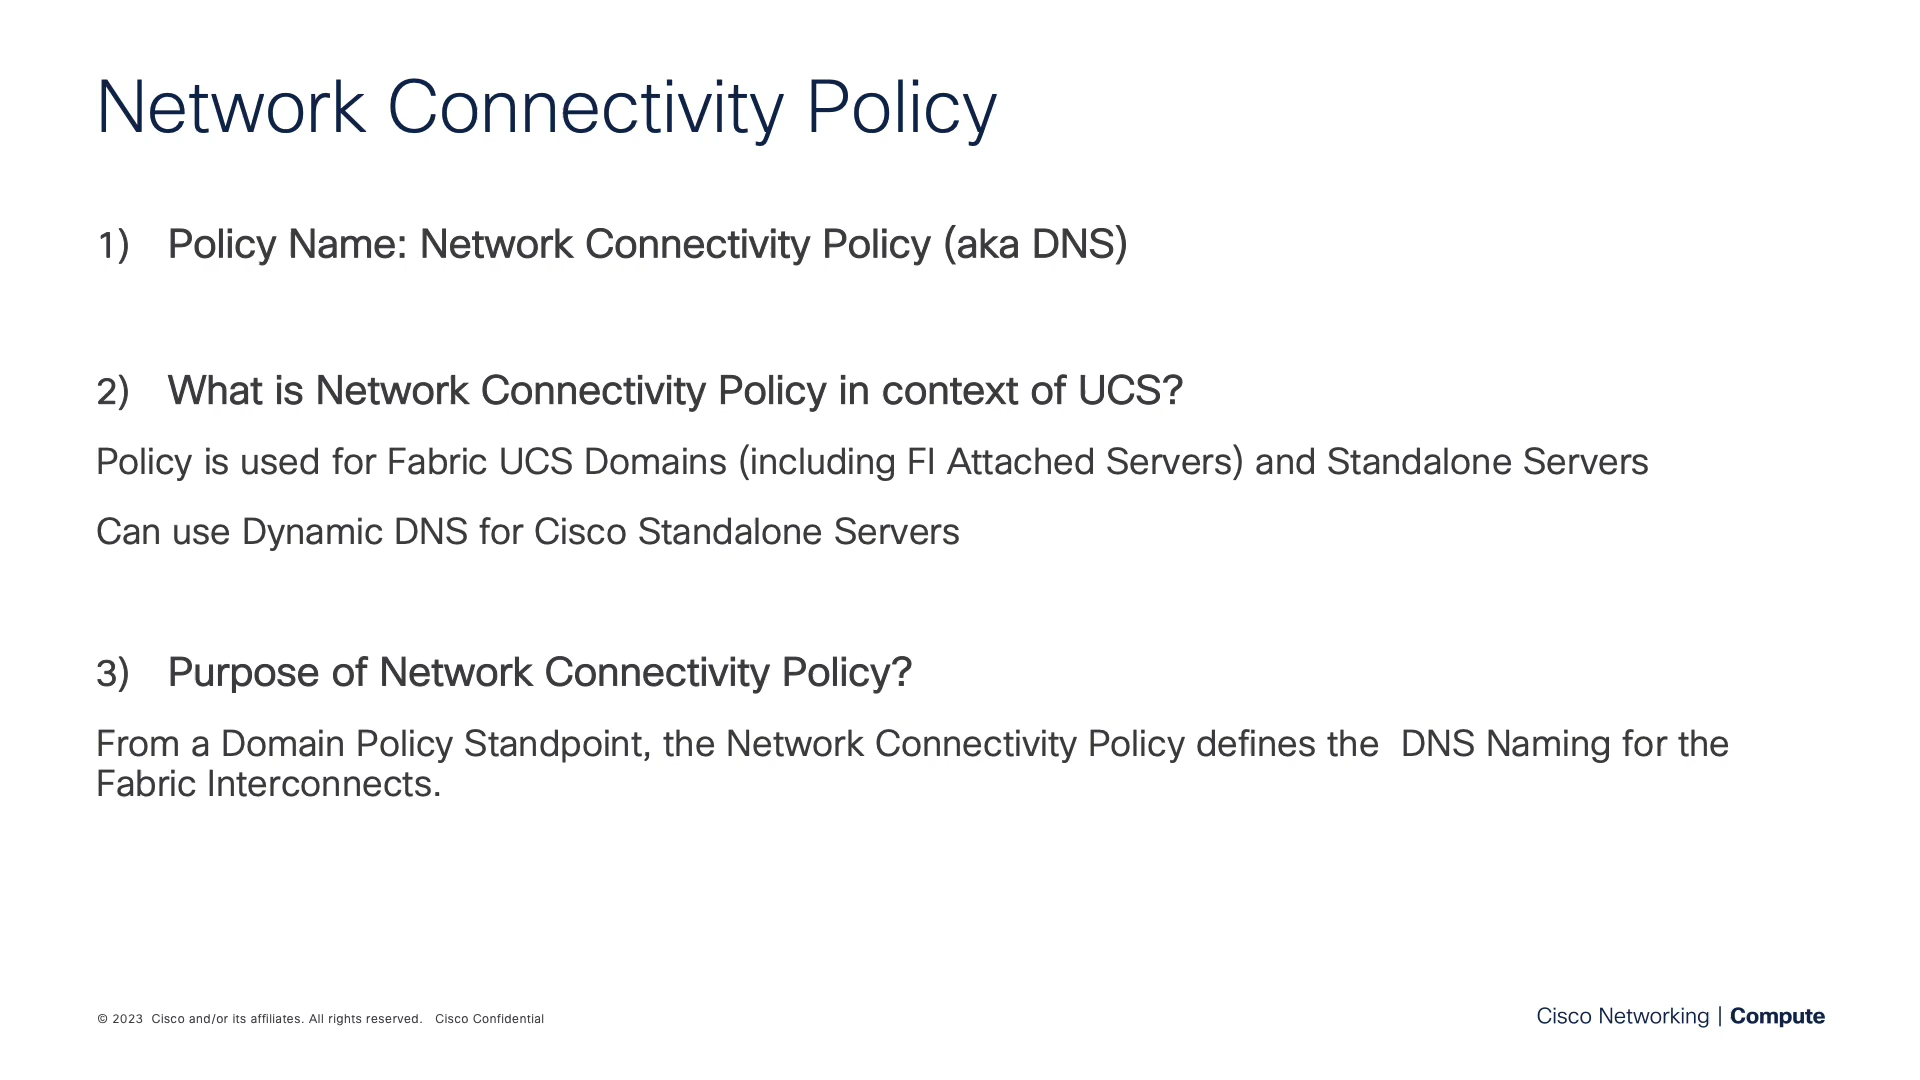 Network Connectivity Policy
1) Policy Name: Network Connectivity Policy (aka DNS)
2) What is Network Connectivity Policy in context of UCS?
Policy is used for Fabric UCS Domains (including FI Attached Servers) and Standalone Servers
Can use Dynamic DNS for Cisco Standalone Servers
3) Purpose of Network Connectivity Policy?
From a Domain Policy Standpoint, the Network Connectivity Policy defines the  DNS Naming for the
Fabric Interconnects.
© 2023  Cisco and/or its affiliates. All rights reserved.   Cisco Confidential
Cisco Networking | Compute